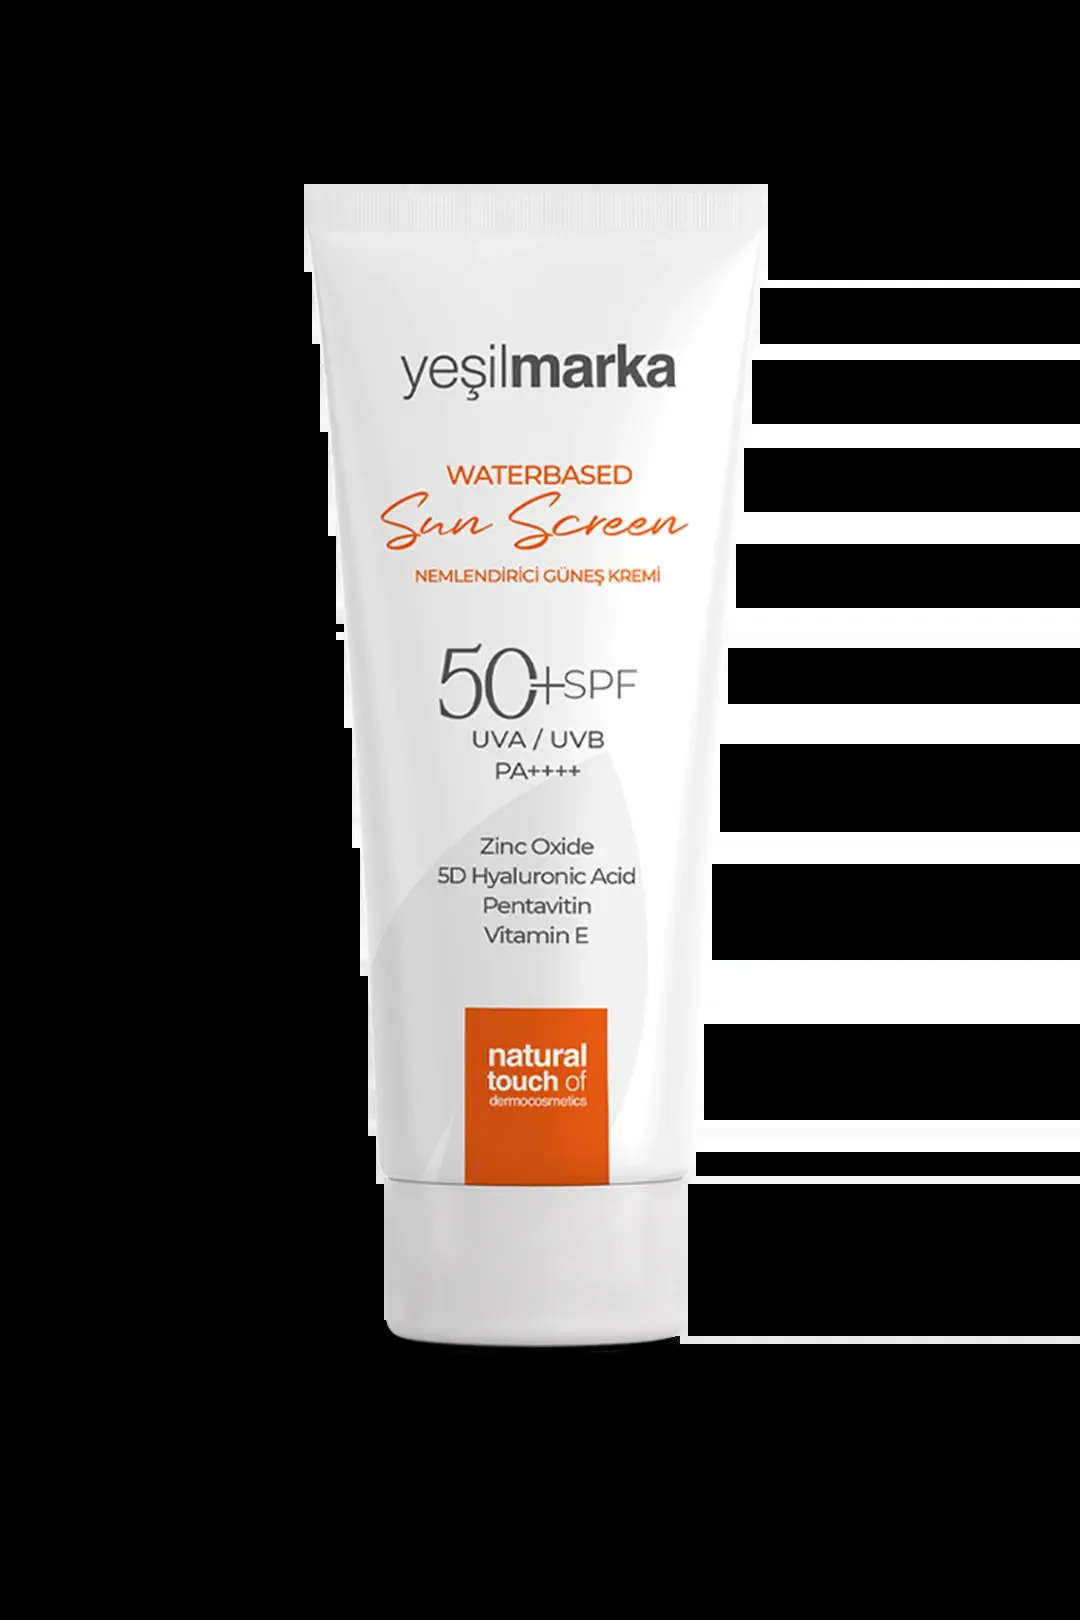 yeşilmarka
WATERBASED
Sun Screen
NEMLENDİRİCİ GÜNEŞ KREMİ
50+SPF
UVA / UVB
PA++++
Zinc Oxide
5D Hyaluronic Acid
Pentavitin
Vitamin E
natural
touch of
dermocosmetics